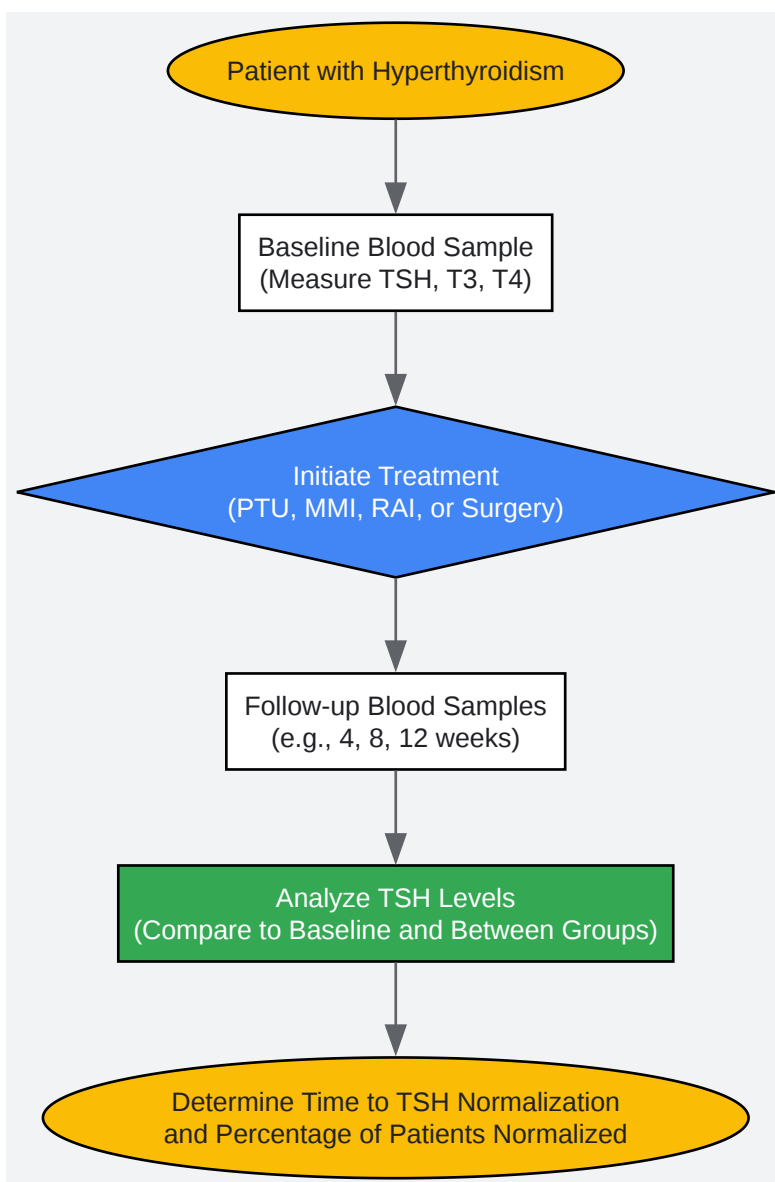 Patient with Hyperthyroidism
Baseline Blood Sample
(Measure TSH, T3, T4)
Initiate Treatment
(PTU, MMI, RAI, or Surgery)
Follow-up Blood Samples
(e.g., 4, 8, 12 weeks)
Analyze TSH Levels
(Compare to Baseline and Between Groups)
Determine Time to TSH Normalization
and Percentage of Patients Normalized